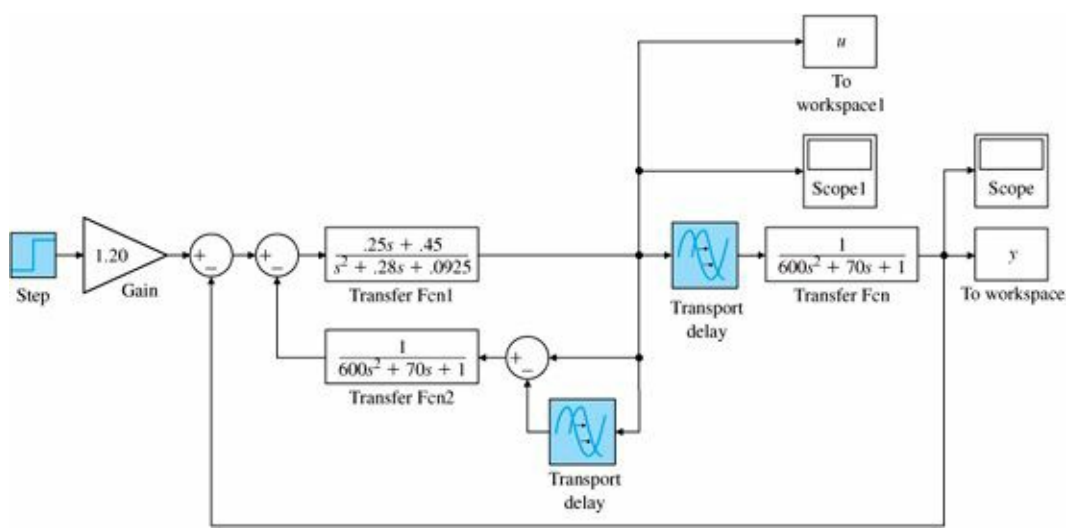 u
To
workspace1
Scope1
Scope
1.20
+
−
+
−
.25s + .45
s² + .28s + .0925
1
600s² + 70s + 1
y
Step
Gain
Transfer Fcn1
Transport
delay
Transfer Fcn
To workspace
1
600s² + 70s + 1
+
−
Transfer Fcn2
Transport
delay